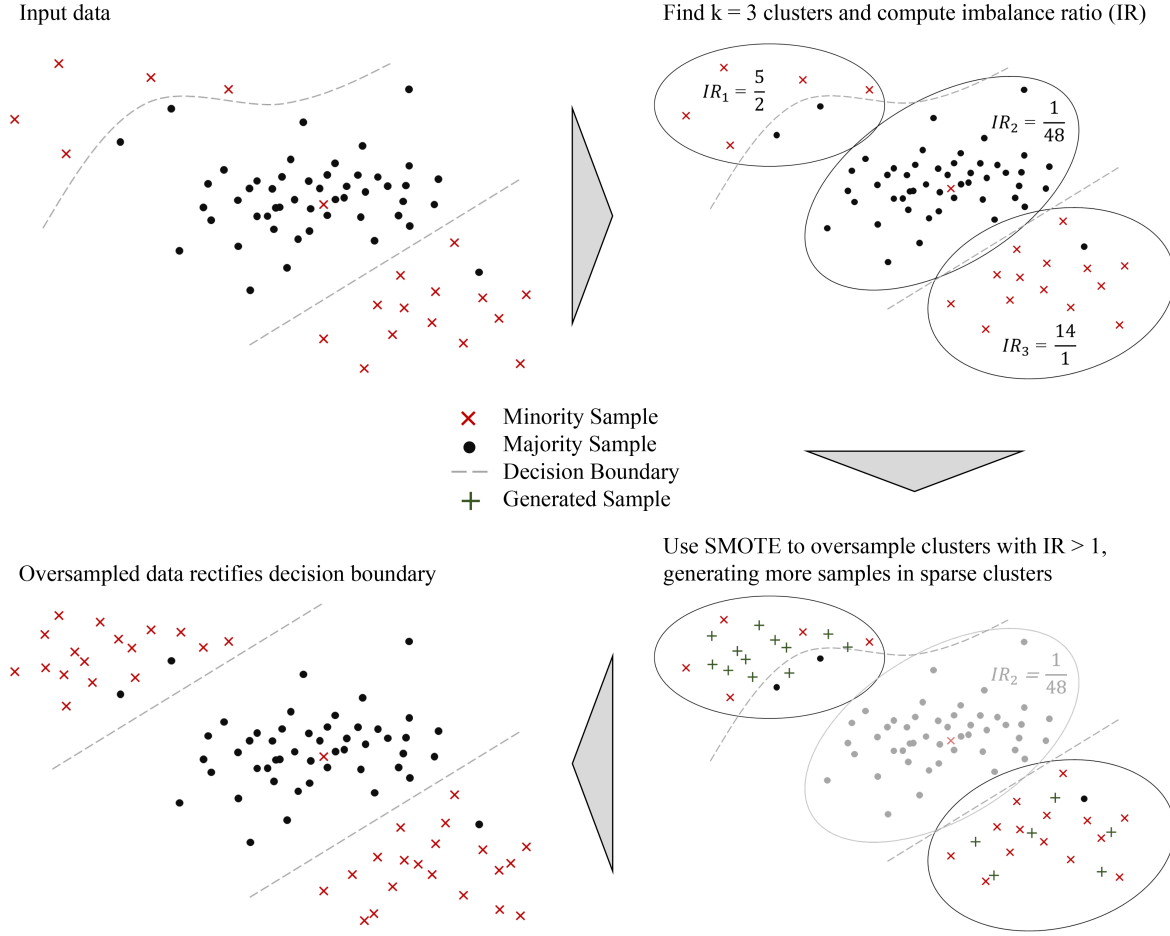 Input data
Find k = 3 clusters and compute imbalance ratio (IR)
IR₁ = 5/2
IR₂ = 1/48
IR₃ = 14/1
Minority Sample
Majority Sample
Decision Boundary
Generated Sample
Oversampled data rectifies decision boundary
Use SMOTE to oversample clusters with IR > 1,
generating more samples in sparse clusters
IR₂ = 1/48